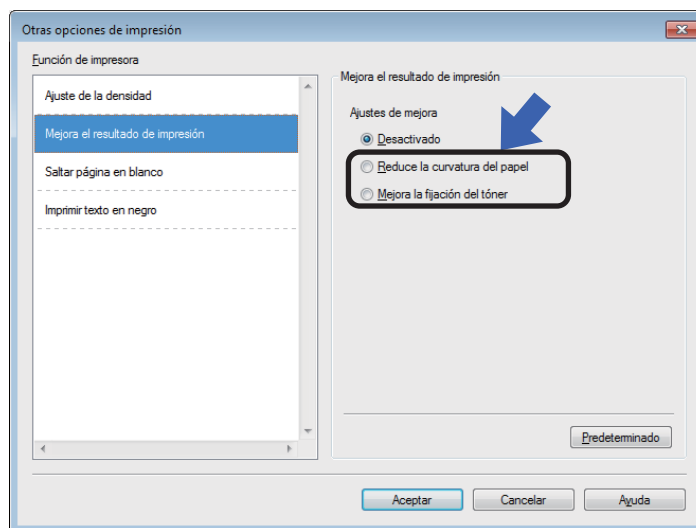 Otras opciones de impresión
Función de impresora
Ajuste de la densidad
Mejora el resultado de impresión
Saltar página en blanco
Imprimir texto en negro
Mejora el resultado de impresión
Ajustes de mejora
Desactivado
Reduce la curvatura del papel
Mejora la fijación del tóner
Predeterminado
Aceptar
Cancelar
Ayuda